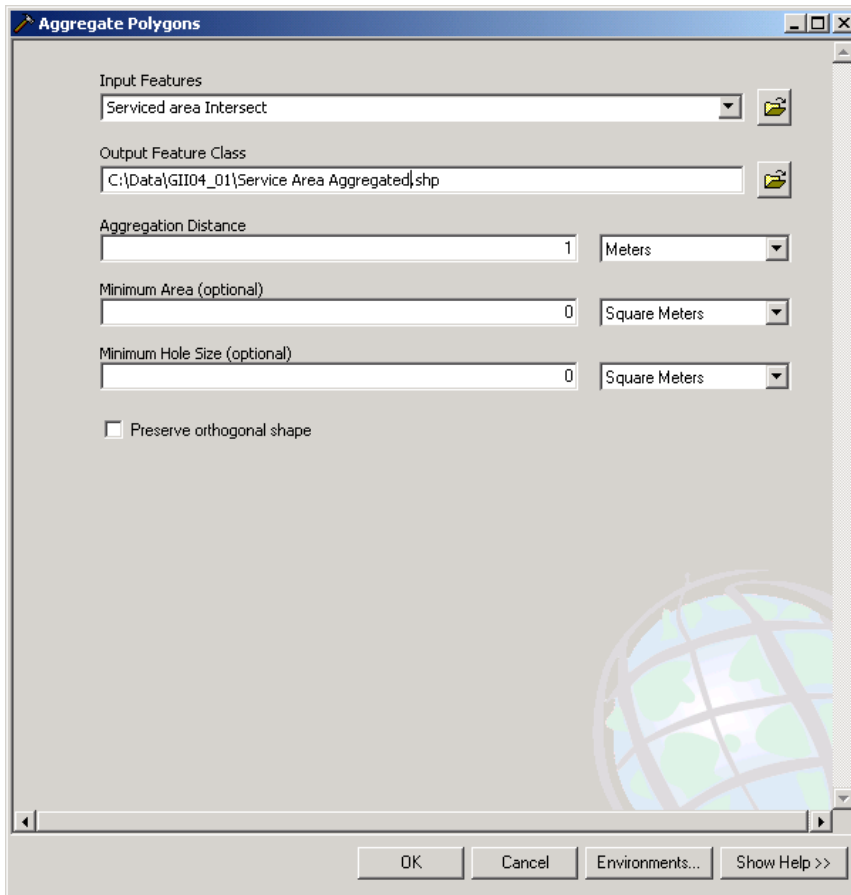 Aggregate Polygons
Input Features
Serviced area Intersect
Output Feature Class
C:\Data\GII04_01\Service Area Aggregated.shp
Aggregation Distance
1 Meters
Minimum Area (optional)
0 Square Meters
Minimum Hole Size (optional)
0 Square Meters
Preserve orthogonal shape
OK Cancel Environments... Show Help >>